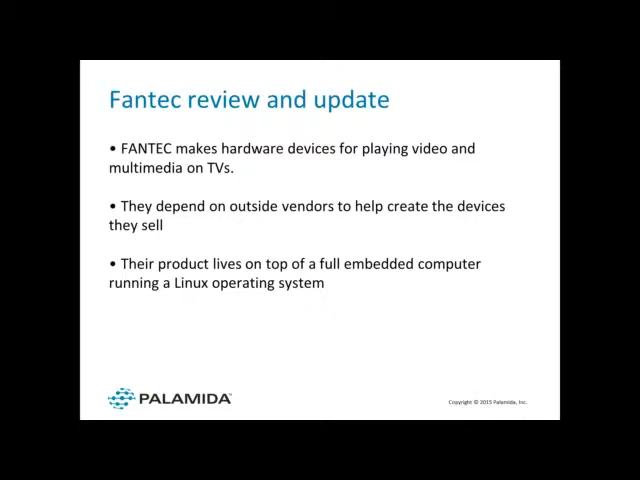 Fantec review and update
• FANTEC makes hardware devices for playing video and
multimedia on TVs.
• They depend on outside vendors to help create the devices
they sell
• Their product lives on top of a full embedded computer
running a Linux operating system
PALAMIDA™
Copyright © 2015 Palamida, Inc.